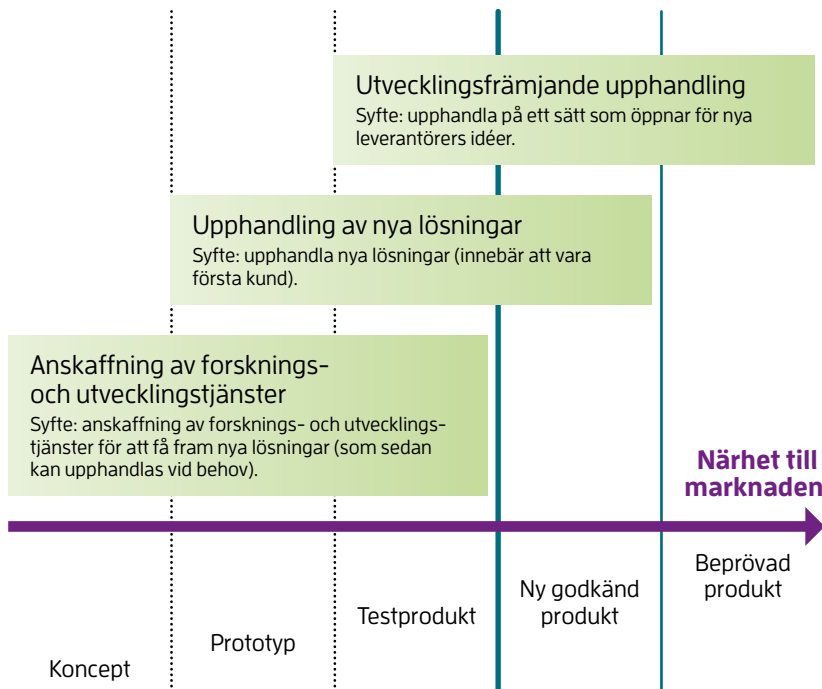 Utvecklingsfrämjande upphandling
Syfte: upphandla på ett sätt som öppnar för nya
leverantörers idéer.
Upphandling av nya lösningar
Syfte: upphandla nya lösningar (innebär att vara
första kund).
Anskaffning av forsknings-
och utvecklingstjänster
Syfte: anskaffning av forsknings- och utvecklings-
tjänster för att få fram nya lösningar (som sedan
kan upphandlas vid behov).
Närhet till
marknaden
Koncept
Prototyp
Testprodukt
Ny godkänd
produkt
Beprövad
produkt